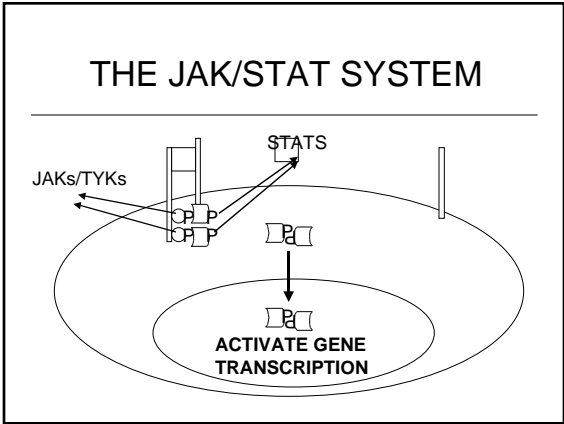 THE JAK/STAT SYSTEM
STATS
JAKs/TYKs
ACTIVATE GENE
TRANSCRIPTION